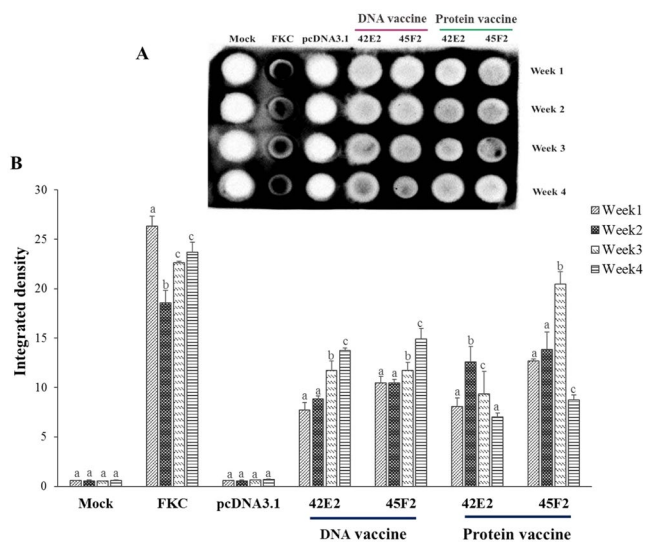 DNA vaccine Protein vaccine
Mock FKC pcDNA3.1 42E2 45F2 42E2 45F2
A
Week 1
Week 2
Week 3
Week 4
B
Integrated density
30
25
20
15
10
5
0
a b c c
a a a a
a a a a
a a b c
a a b c
a b c a
a a b c
Week1
Week2
Week3
Week4
Mock FKC pcDNA3.1 42E2 45F2 42E2 45F2
DNA vaccine Protein vaccine